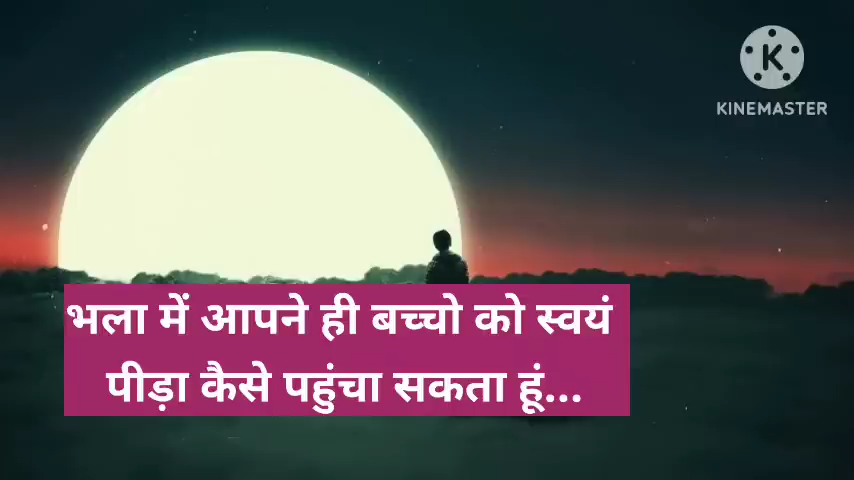 KINEMASTER
भला में आपने ही बच्चो को स्वयं
पीड़ा कैसे पहुंचा सकता हूं...